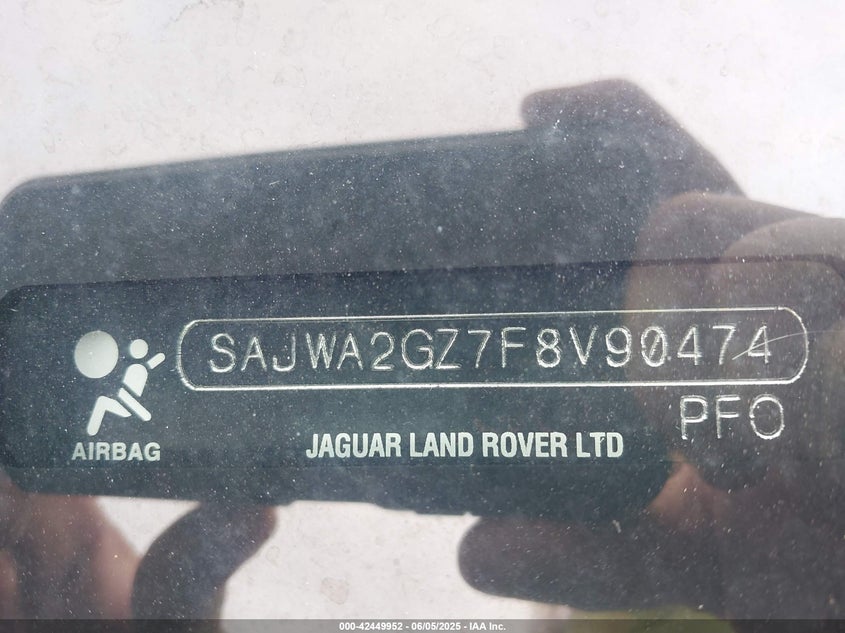 SAJWA2GZ7F8V90474
PFO
AIRBAG
JAGUAR LAND ROVER LTD
000-42449952 - 06/05/2025 - IAA Inc.